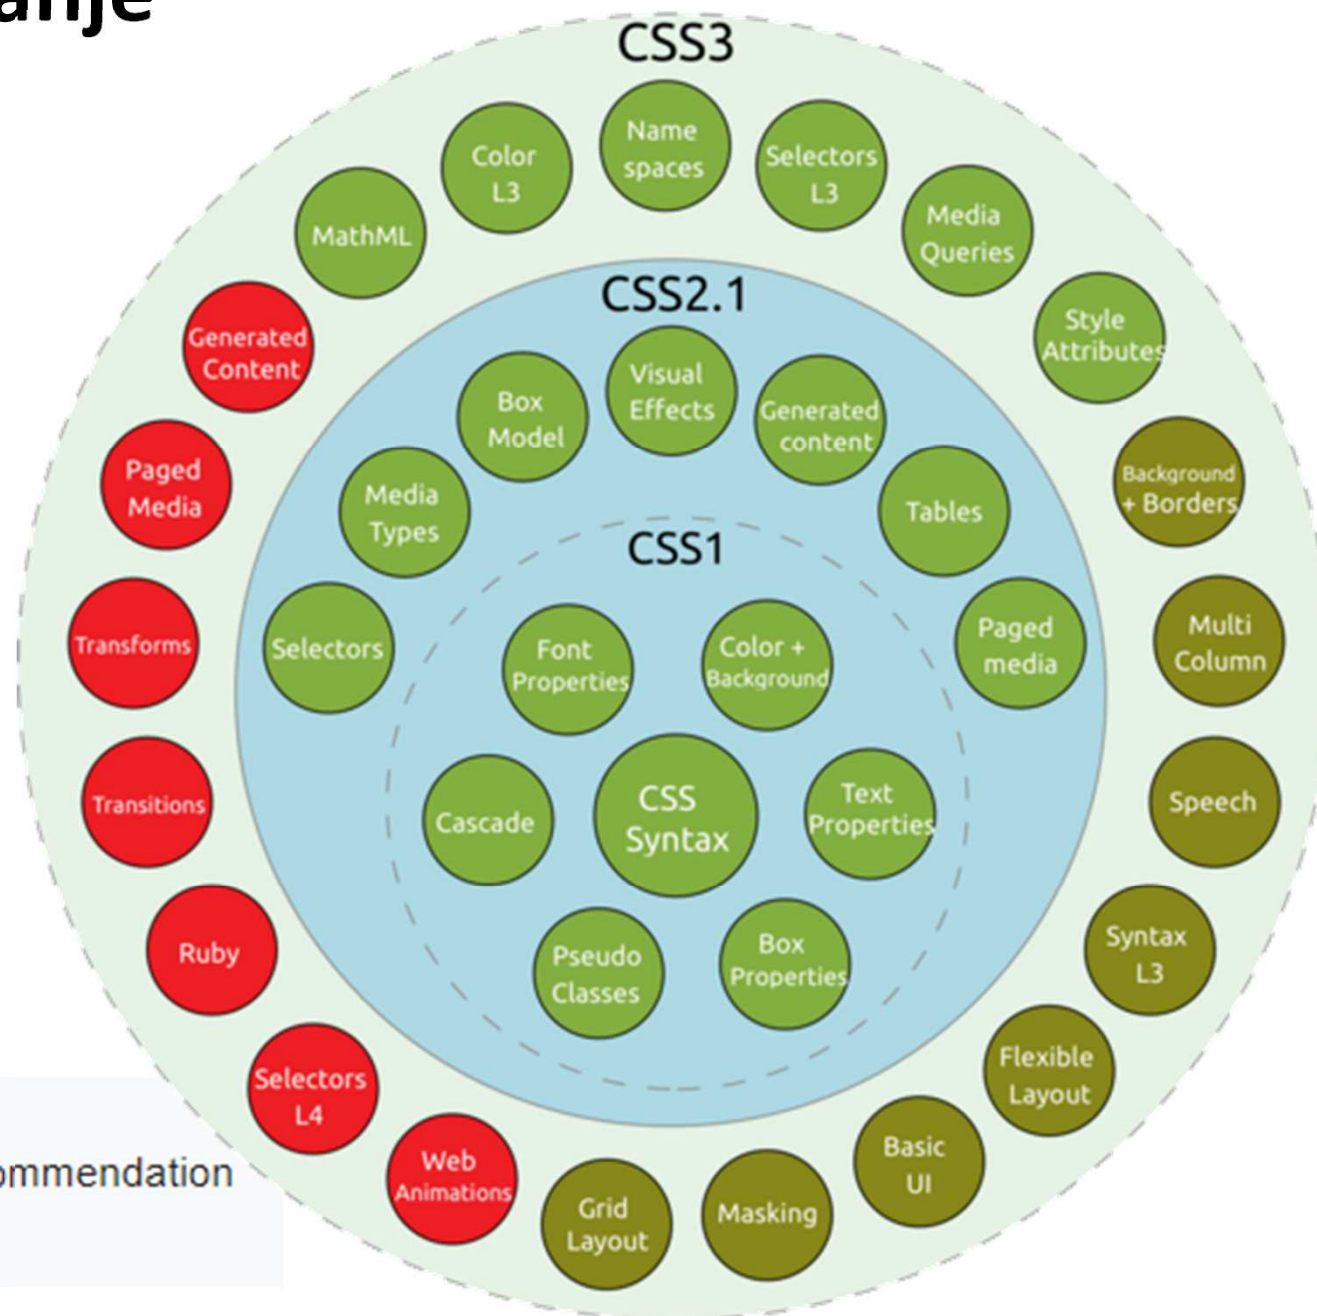 CSS3
Name
spaces
Color
L3
Selectors
L3
MathML
Media
Queries
Generated
Content
Style
Attributes
Paged
Media
Background
+ Borders
Transforms
Multi
Column
Transitions
Speech
Ruby
Syntax
L3
Selectors
L4
Flexible
Layout
Web
Animations
Basic
UI
Grid
Layout
Masking
CSS2.1
Visual
Effects
Box
Model
Generated
content
Media
Types
Tables
Selectors
Paged
media
CSS1
Font
Properties
Color +
Background
Cascade
CSS
Syntax
Text
Properties
Pseudo
Classes
Box
Properties